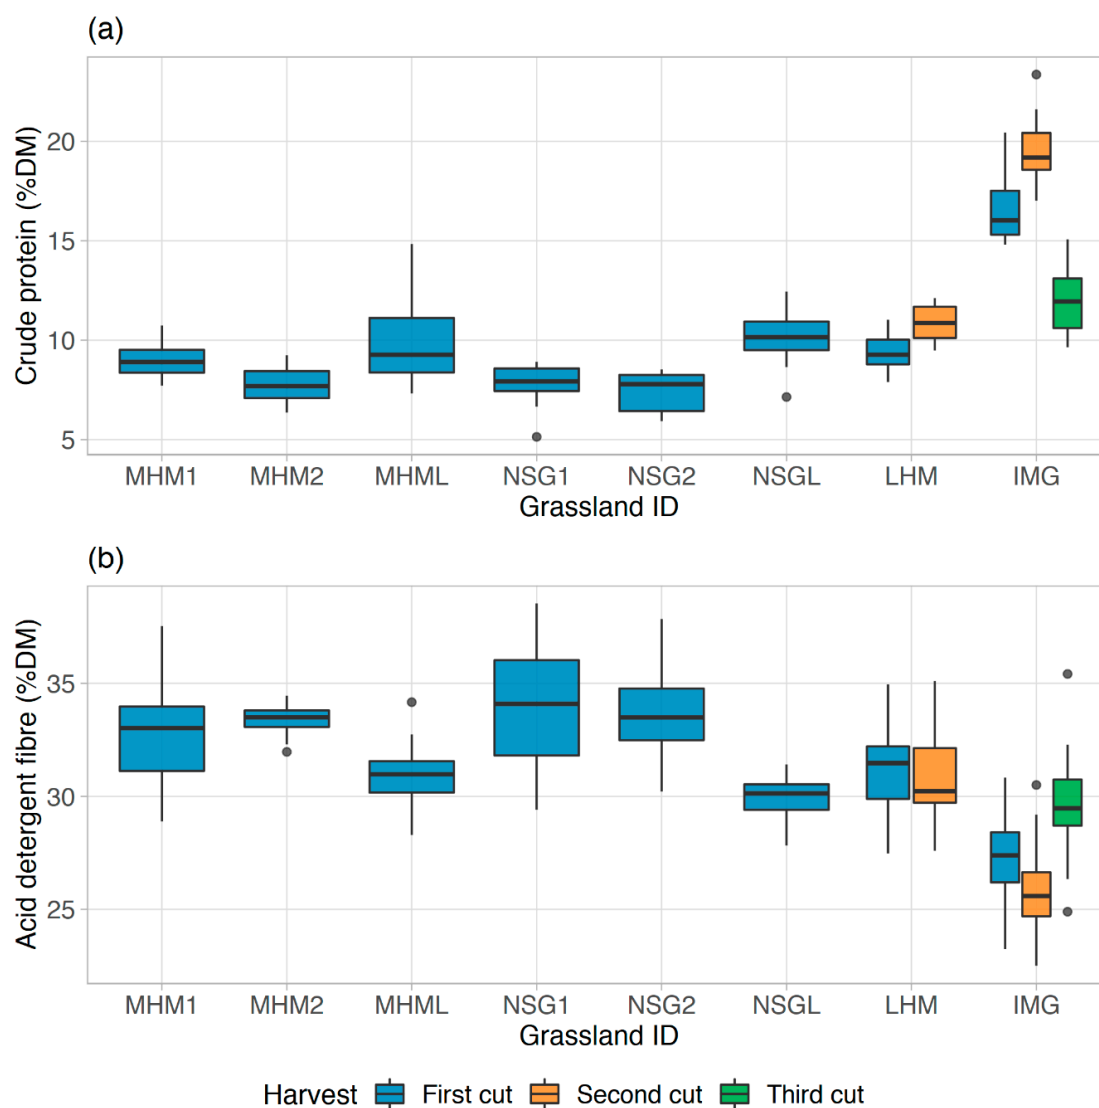 (a)
Crude protein (%DM)
20
15
10
5
MHM1 MHM2 MHML NSG1 NSG2 NSGL LHM IMG
Grassland ID
(b)
Acid detergent fibre (%DM)
35
30
25
MHM1 MHM2 MHML NSG1 NSG2 NSGL LHM IMG
Grassland ID
Harvest First cut Second cut Third cut